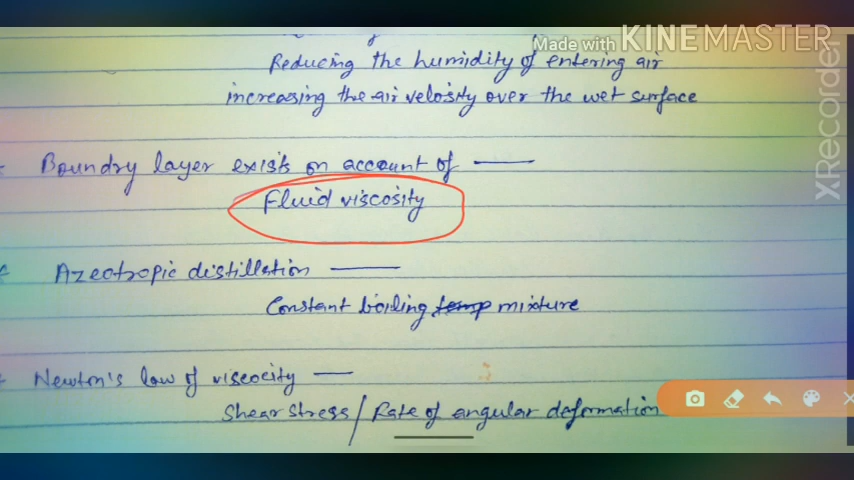 Made with KINEMASTER
Reducing the humidity of entering air
increasing the air velosity over the wet surface
Boundry layer exists on account of ——
Fluid viscosity
Azeotropic distillation ——
Constant boiling temp mixture
Newton's law of viscocity —
Shear stress / Rate of angular deformation
XRecorder